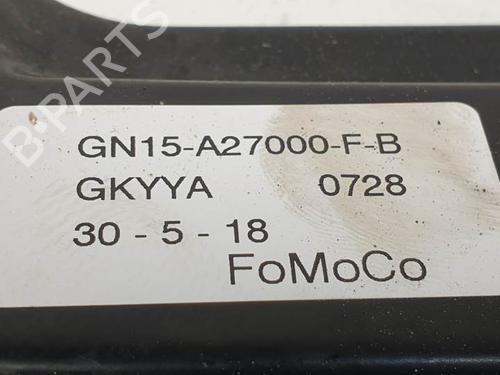 GN15-A27000-F-B
GKYYA 0728
30 - 5 - 18
FoMoCo
B-PARTS